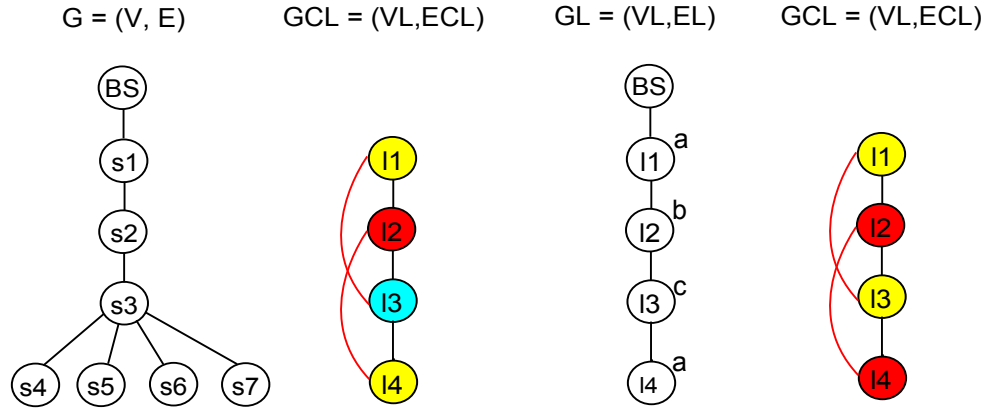 G = (V, E) GCL = (VL,ECL) GL = (VL,EL) GCL = (VL,ECL)
BS BS
s1 l1 l1 a l1
s2 l2 l2 b l2
s3 l3 l3 c l3
s4 s5 s6 s7 l4 l4 a l4